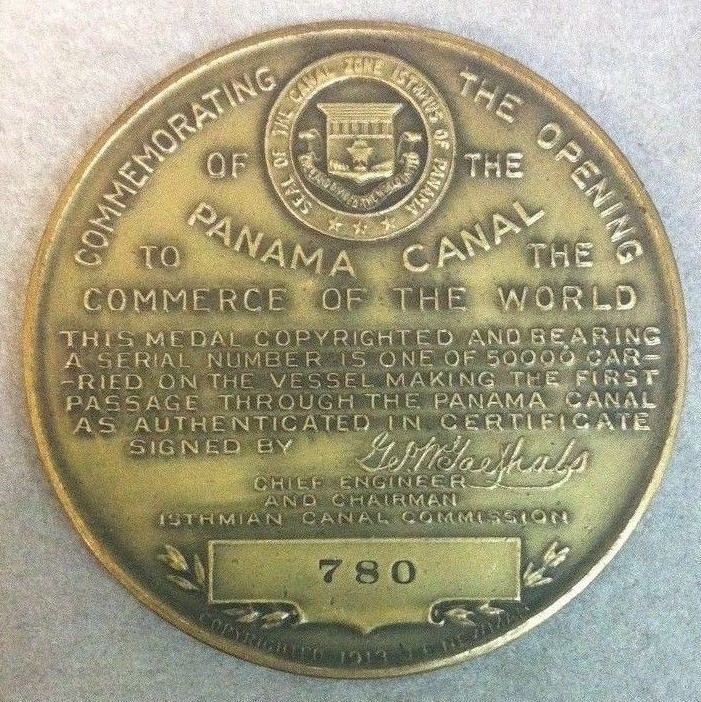 COMMEMORATING THE OPENING
OF THE
PANAMA CANAL
TO THE
COMMERCE OF THE WORLD
THIS MEDAL COPYRIGHTED AND BEARING
A SERIAL NUMBER IS ONE OF 50000 CAR-
-RIED ON THE VESSEL MAKING THE FIRST
PASSAGE THROUGH THE PANAMA CANAL
AS AUTHENTICATED IN CERTIFICATE
SIGNED BY Geo W Goethals
CHIEF ENGINEER
AND CHAIRMAN
ISTHMIAN CANAL COMMISSION
780
COPYRIGHTED 1913
SEAL OF THE CANAL ZONE ISTHMUS OF PANAMA